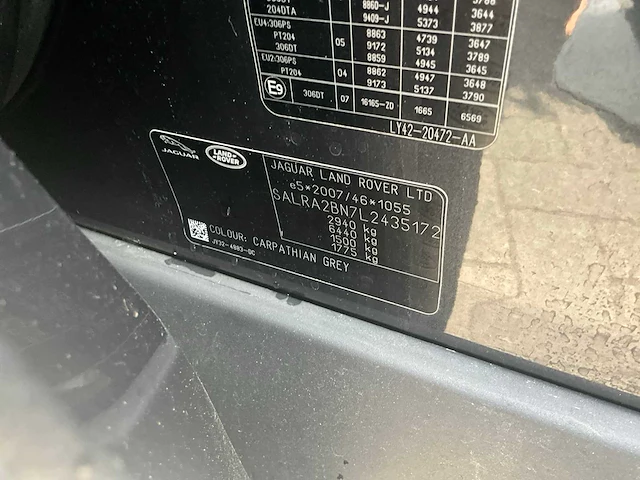 204DTA 8860-J 4944 3644
9409-J 5373 3877
EU4:306PS
PT204 05 8863 4739 3647
306DT 9172 5134 3789
EU2:306PS 8859 4945 3645
PT204 04 8862 4947 3648
9173 5137 3790
E9 306DT 07 16165-ZD 1665 6569
LY42-20472-AA
JAGUAR
LAND ROVER
JAGUAR LAND ROVER LTD
e5*2007/46*1055
SALRA2BN7L2435172
2940 kg
6440 kg
1500 kg
1775 kg
COLOUR: CARPATHIAN GREY